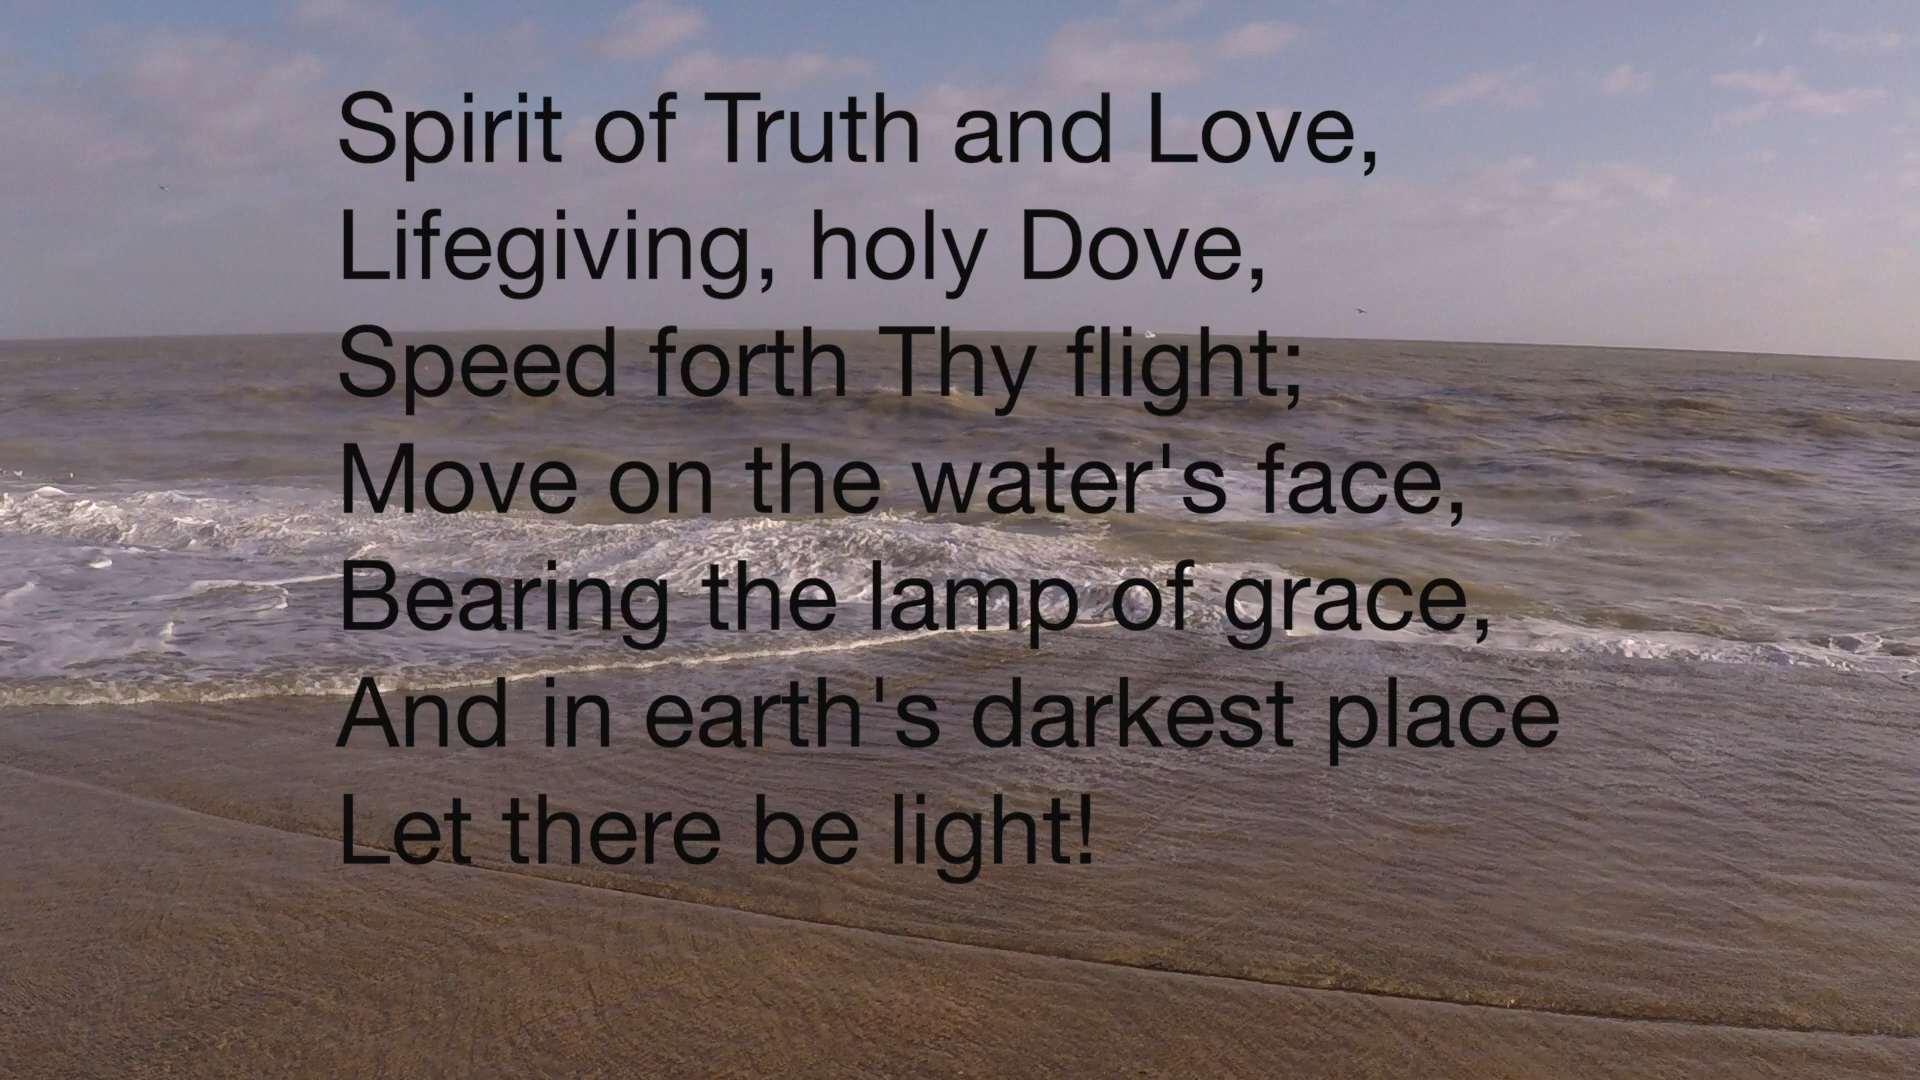 Spirit of Truth and Love,
Lifegiving, holy Dove,
Speed forth Thy flight;
Move on the water's face,
Bearing the lamp of grace,
And in earth's darkest place
Let there be light!